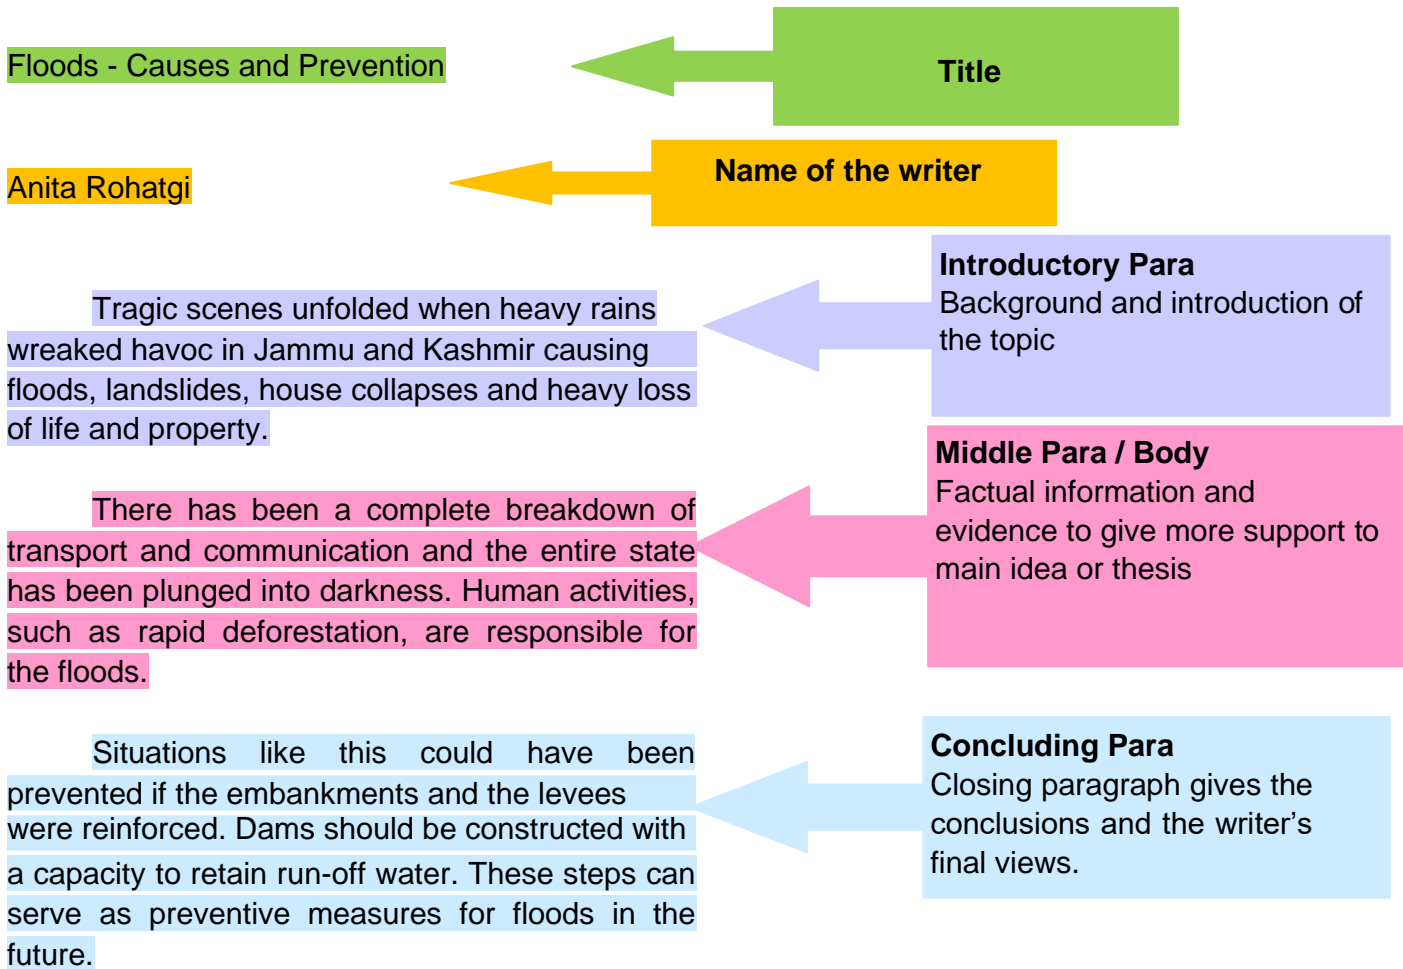 Floods - Causes and Prevention
Title
Anita Rohatgi
Name of the writer
Tragic scenes unfolded when heavy rains
wreaked havoc in Jammu and Kashmir causing
floods, landslides, house collapses and heavy loss
of life and property.
Introductory Para
Background and introduction of
the topic
There has been a complete breakdown of
transport and communication and the entire state
has been plunged into darkness. Human activities,
such as rapid deforestation, are responsible for
the floods.
Middle Para / Body
Factual information and
evidence to give more support to
main idea or thesis
Situations like this could have been
prevented if the embankments and the levees
were reinforced. Dams should be constructed with
a capacity to retain run-off water. These steps can
serve as preventive measures for floods in the
future.
Concluding Para
Closing paragraph gives the
conclusions and the writer’s
final views.